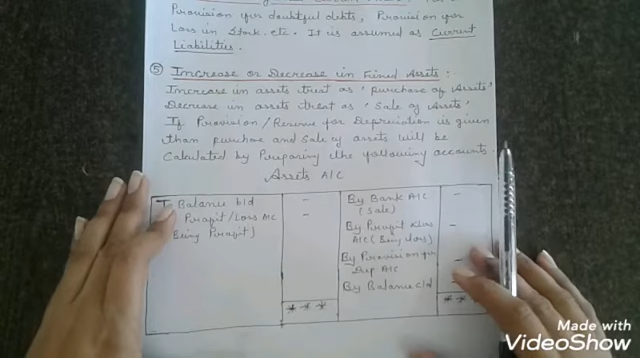 Provision for doubtful debts, Provision for
Loss in Stock. etc. It is assumed as Current
Liabilities.
⑤ Increase or Decrease in Fixed Assets:
Increase in assets treat as 'purchase of Assets'
Decrease in assets treat as 'Sale of Assets'
If Provision/Reserve for Depreciation is given
than purchase and Sale of assets will be
Calculated by Preparing the following accounts.
Assets A/C
To Balance b/d
Profit/Loss A/c
Being Profit)
* * *
By Bank A/C
(Sale)
By Profit & Loss
A/C (Being loss)
By Provision for
Dep A/C
By Balance c/d
* *
Made with
VideoShow